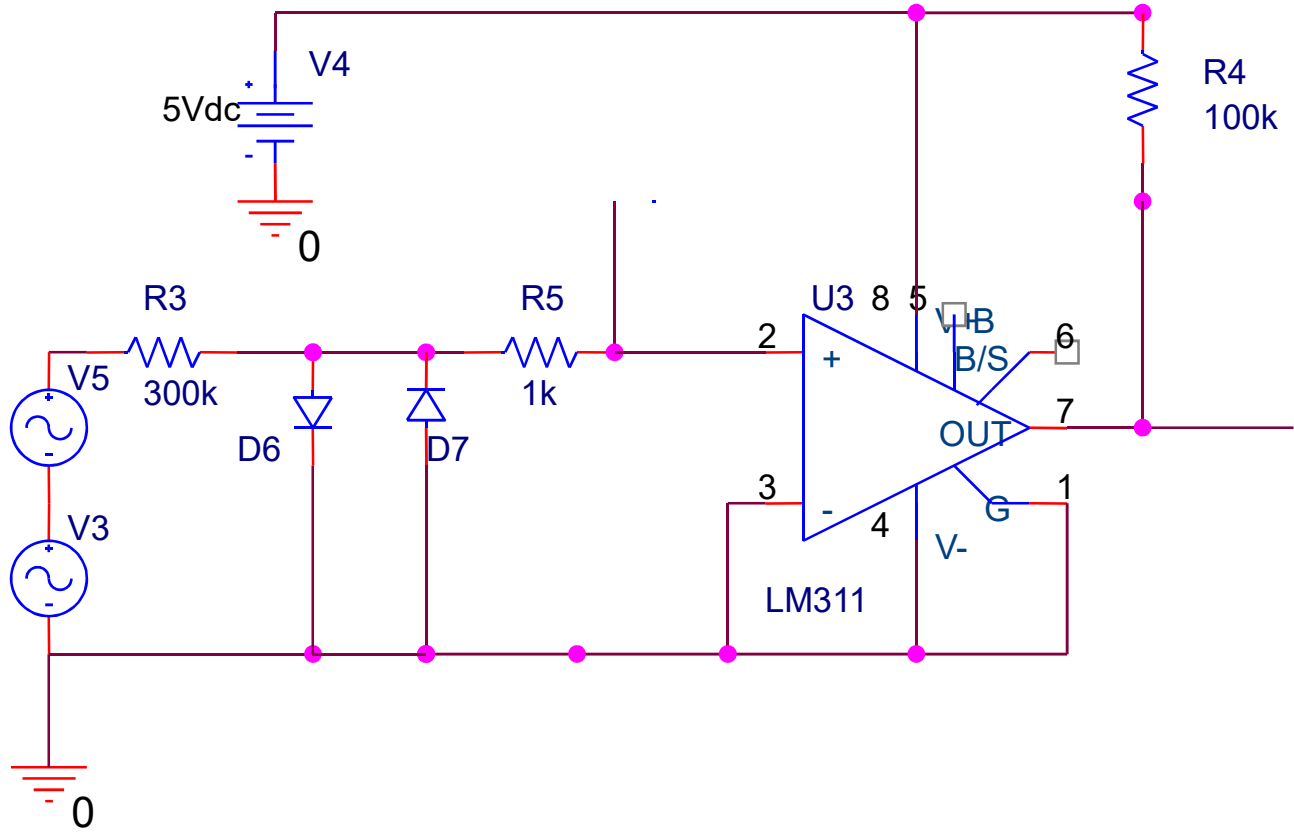 V4
+
5Vdc
-
0
R4
100k
-
R3
300k
R5
1k
U3
8
5
B
B/S
6
2
+
V5
+
-
D6
D7
7
OUT
3
-
4
1
G
V-
V3
+
-
LM311
0